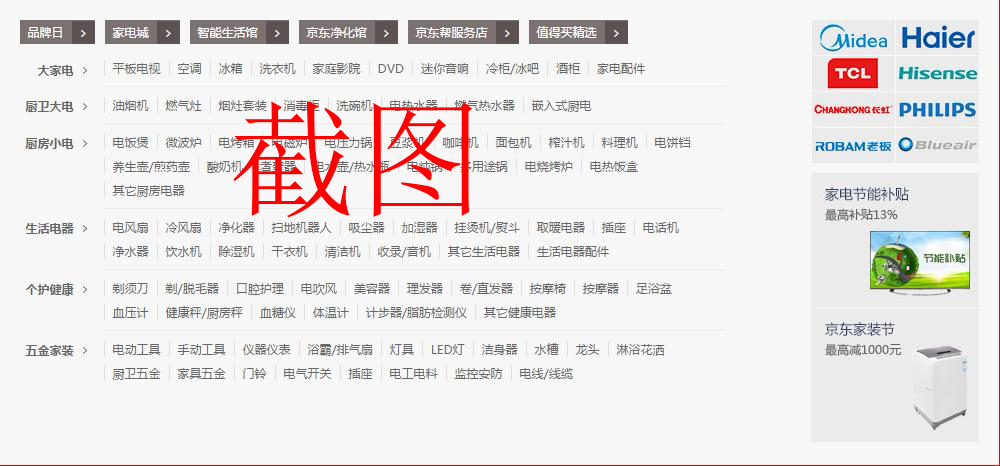 品牌日 > 家电城 > 智能生活馆 > 京东净化馆 > 京东帮服务店 > 值得买精选 >
大家电 > 平板电视 空调 冰箱 洗衣机 家庭影院 DVD 迷你音响 冷柜/冰吧 酒柜 家电配件
厨卫大电 > 油烟机 燃气灶 烟灶套装 消毒柜 洗碗机 电热水器 燃气热水器 嵌入式厨电
厨房小电 > 电饭煲 微波炉 电烤箱 电磁炉 电压力锅 豆浆机 咖啡机 面包机 榨汁机 料理机 电饼铛
养生壶/煎药壶 酸奶机 煮蛋器 电水壶/热水瓶 电炖锅 多用途锅 电烧烤炉 电热饭盒
其它厨房电器
截图
生活电器 > 电风扇 冷风扇 净化器 扫地机器人 吸尘器 加湿器 挂烫机/熨斗 取暖电器 插座 电话机
净水器 饮水机 除湿机 干衣机 清洁机 收录/音机 其它生活电器 生活电器配件
个护健康 > 剃须刀 剃/脱毛器 口腔护理 电吹风 美容器 理发器 卷/直发器 按摩椅 按摩器 足浴盆
血压计 健康秤/厨房秤 血糖仪 体温计 计步器/脂肪检测仪 其它健康电器
五金家装 > 电动工具 手动工具 仪器仪表 浴霸/排气扇 灯具 LED灯 洁身器 水槽 龙头 淋浴花洒
厨卫五金 家具五金 门铃 电气开关 插座 电工电料 监控安防 电线/线缆
Midea Haier
TCL Hisense
CHANGHONG 长虹 PHILIPS
ROBAM 老板 Blueair
家电节能补贴
最高补贴13%
节能补贴
京东家装节
最高减1000元